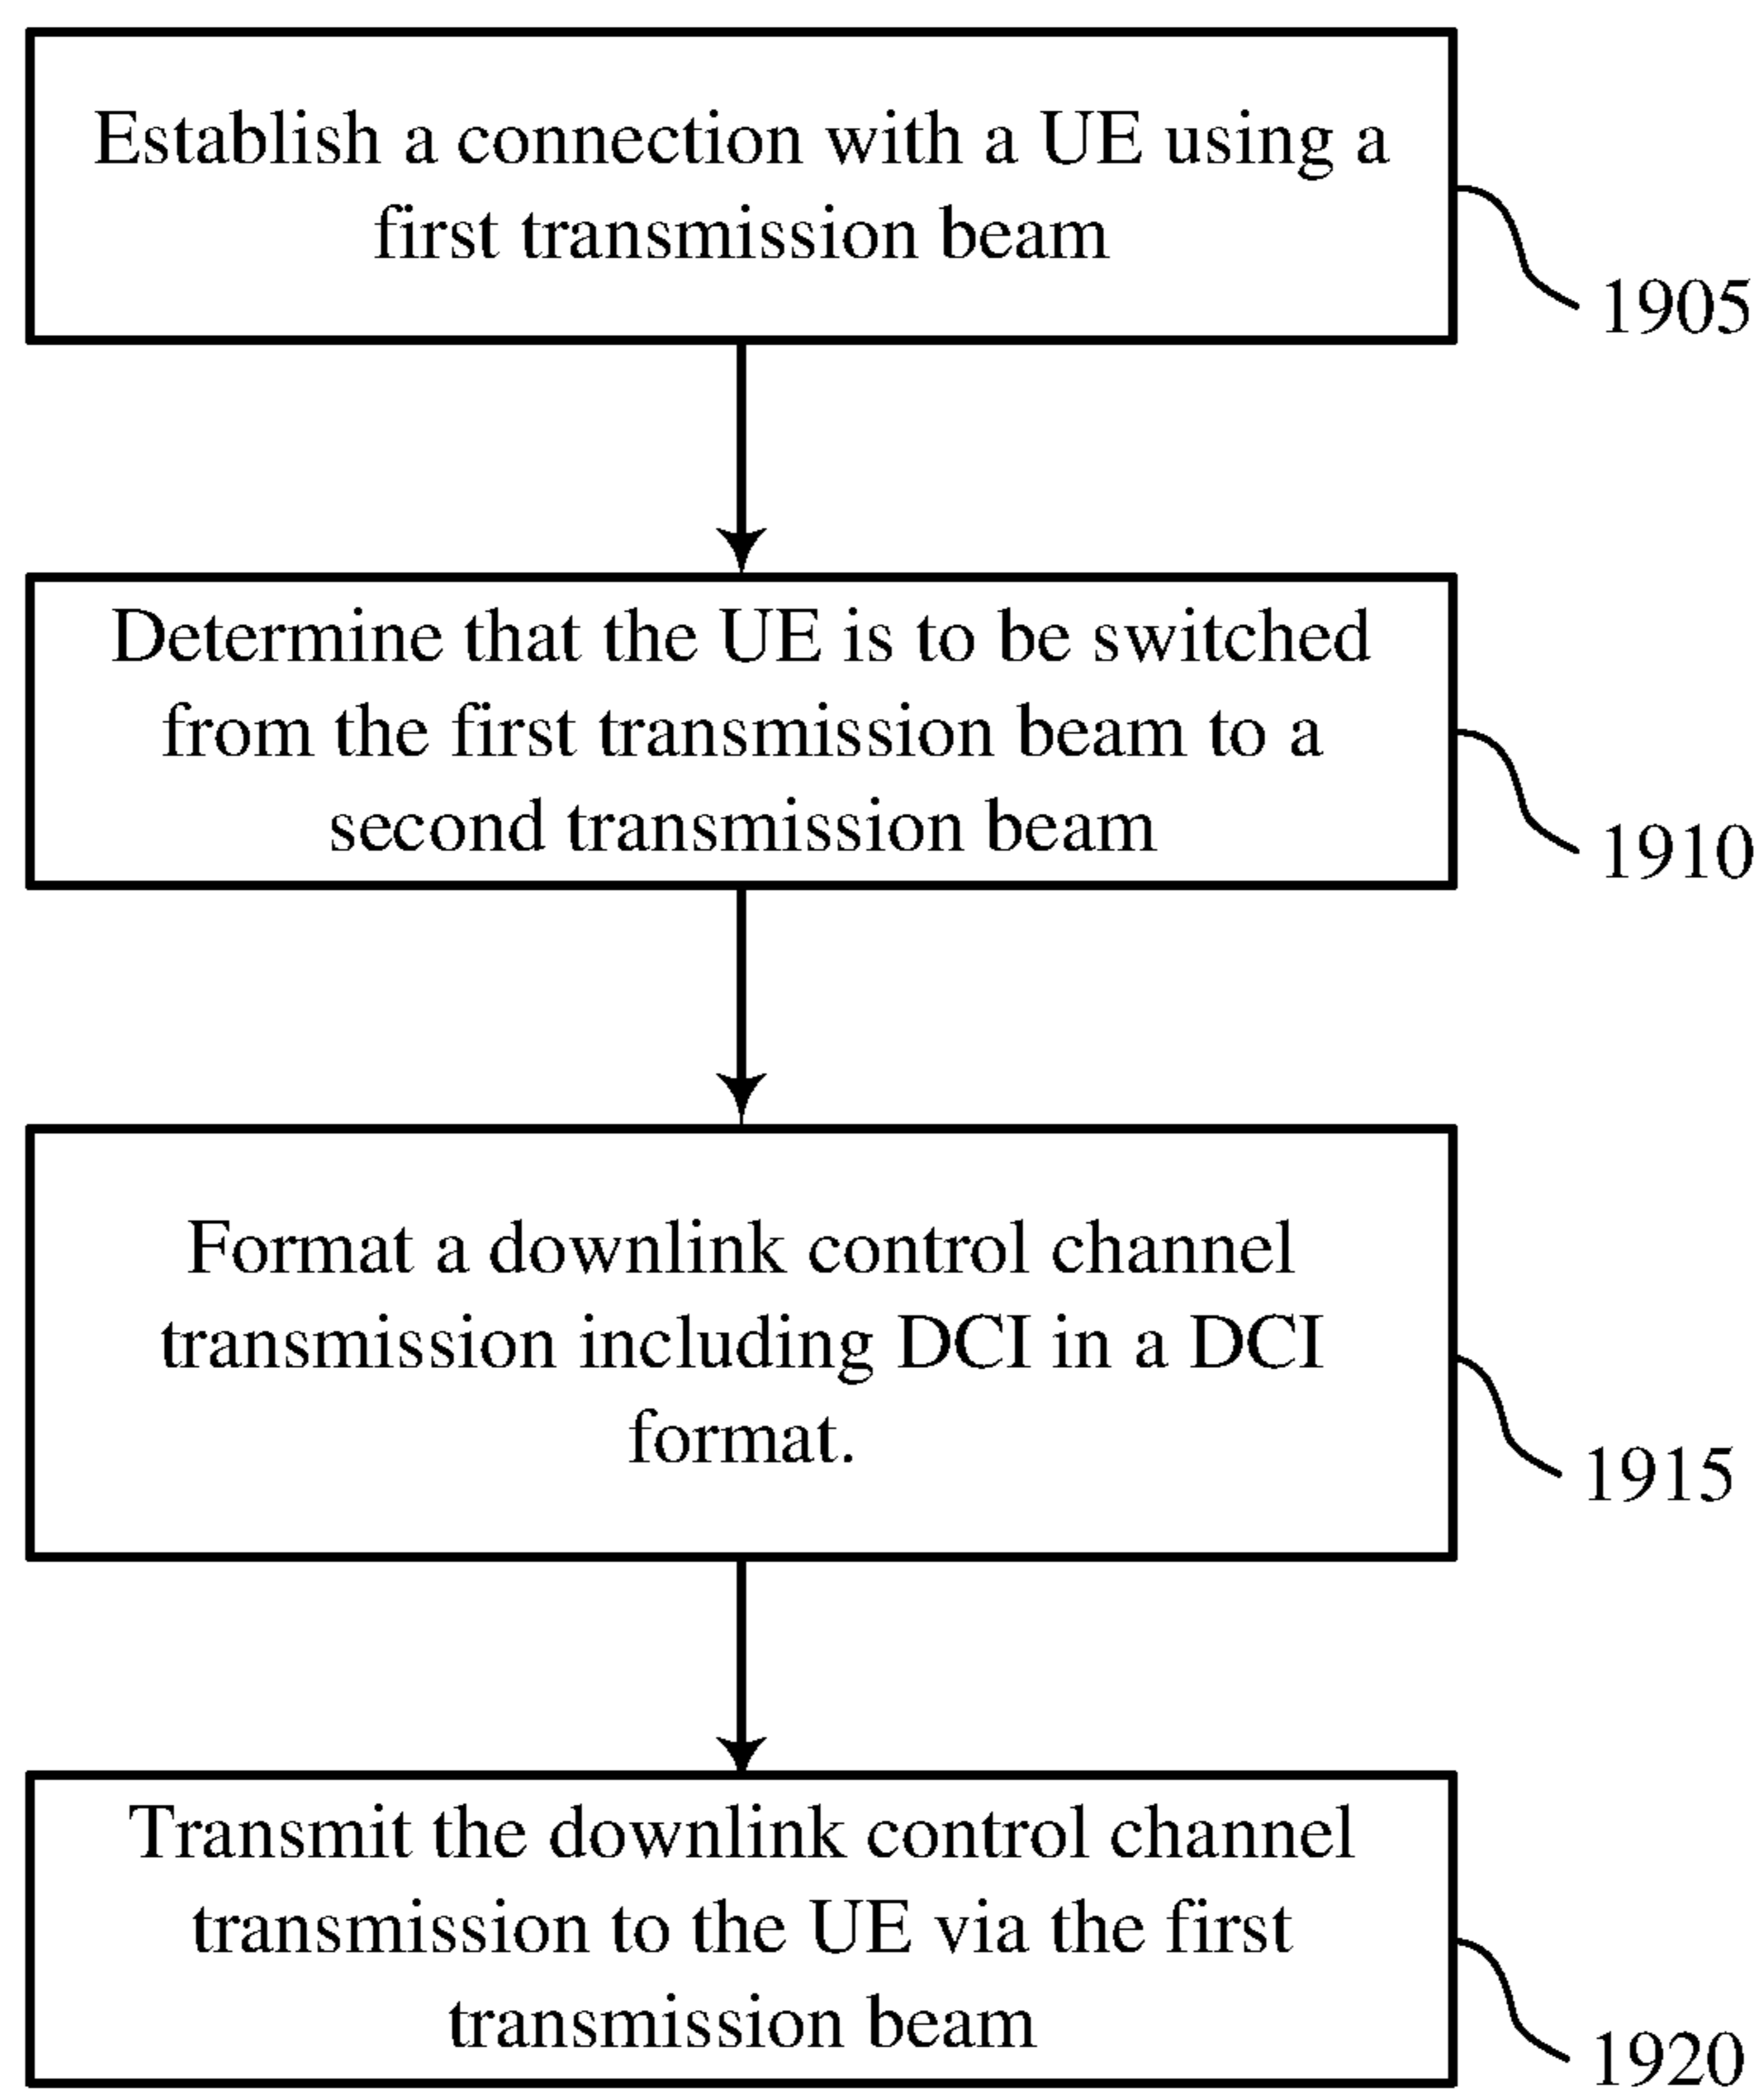 Establish a connection with a UE using a
first transmission beam
1905
Determine that the UE is to be switched
from the first transmission beam to a
second transmission beam
1910
Format a downlink control channel
transmission including DCI in a DCI
format.
1915
Transmit the downlink control channel
transmission to the UE via the first
transmission beam
1920